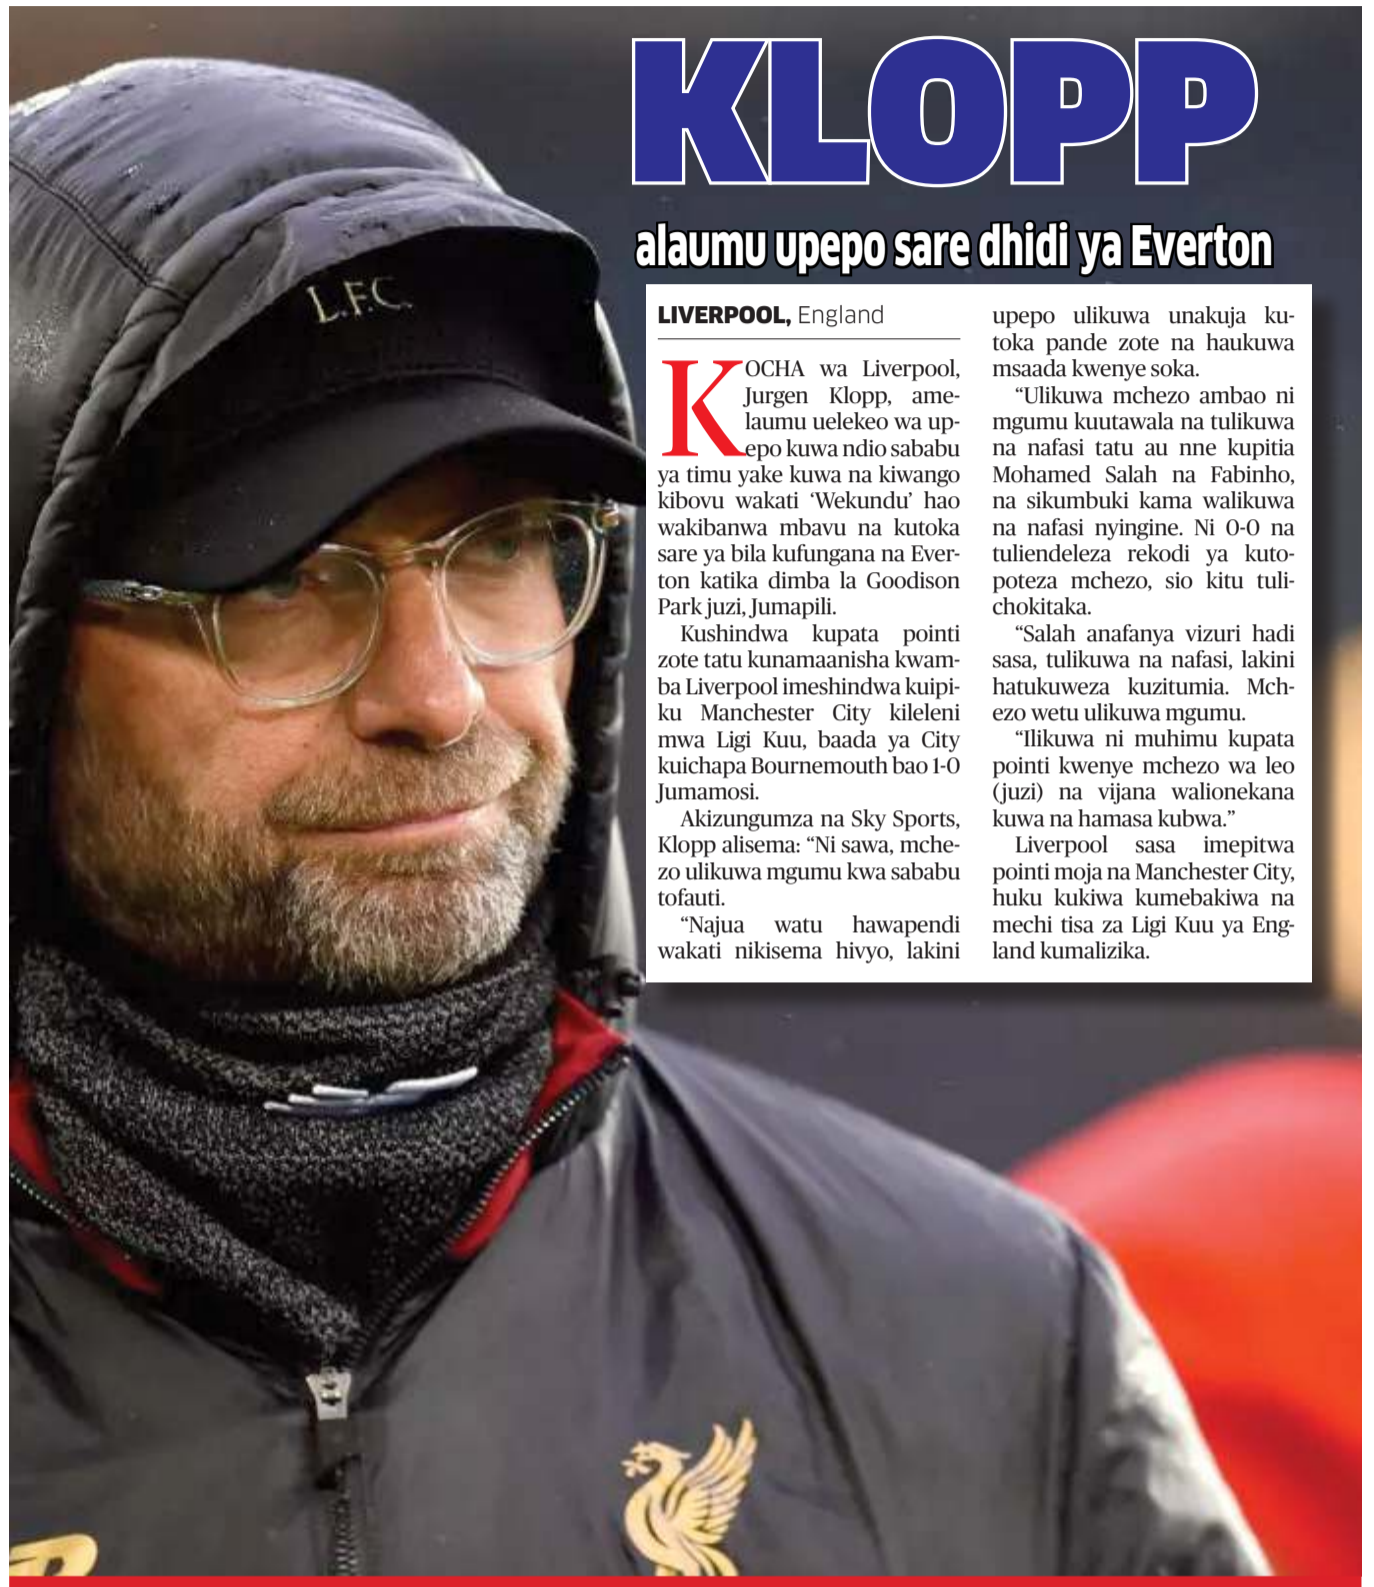 KLOPP
alaumu upepo sare dhidi ya Everton
L.F.C.
LIVERPOOL, England
KOCHA wa Liverpool,
Jurgen Klopp, ame-
laumu uelekeo wa up-
epo kuwa ndio sababu
ya timu yake kuwa na kiwango
kibovu wakati ‘Wekundu’ hao
wakibanwa mbavu na kutoka
sare ya bila kufungana na Ever-
ton katika dimba la Goodison
Park juzi, Jumapili.
Kushindwa kupata pointi
zote tatu kunamaanisha kwam-
ba Liverpool imeshindwa kuipi-
ku Manchester City kileleni
mwa Ligi Kuu, baada ya City
kuichapa Bournemouth bao 1-0
Jumamosi.
Akizungumza na Sky Sports,
Klopp alisema: “Ni sawa, mche-
zo ulikuwa mgumu kwa sababu
tofauti.
“Najua watu hawapendi
wakati nikisema hivyo, lakini
upepo ulikuwa unakuja ku-
toka pande zote na haukuwa
msaada kwenye soka.
“Ulikuwa mchezo ambao ni
mgumu kuutawala na tulikuwa
na nafasi tatu au nne kupitia
Mohamed Salah na Fabinho,
na sikumbuki kama walikuwa
na nafasi nyingine. Ni 0-0 na
tuliendeleza rekodi ya kuto-
poteza mchezo, sio kitu tuli-
chokitaka.
“Salah anafanya vizuri hadi
sasa, tulikuwa na nafasi, lakini
hatukuweza kuzitumia. Mch-
ezo wetu ulikuwa mgumu.
“Ilikuwa ni muhimu kupata
pointi kwenye mchezo wa leo
(juzi) na vijana walionekana
kuwa na hamasa kubwa.”
Liverpool sasa imepitwa
pointi moja na Manchester City,
huku kukiwa kumebakiwa na
mechi tisa za Ligi Kuu ya Eng-
land kumalizika.